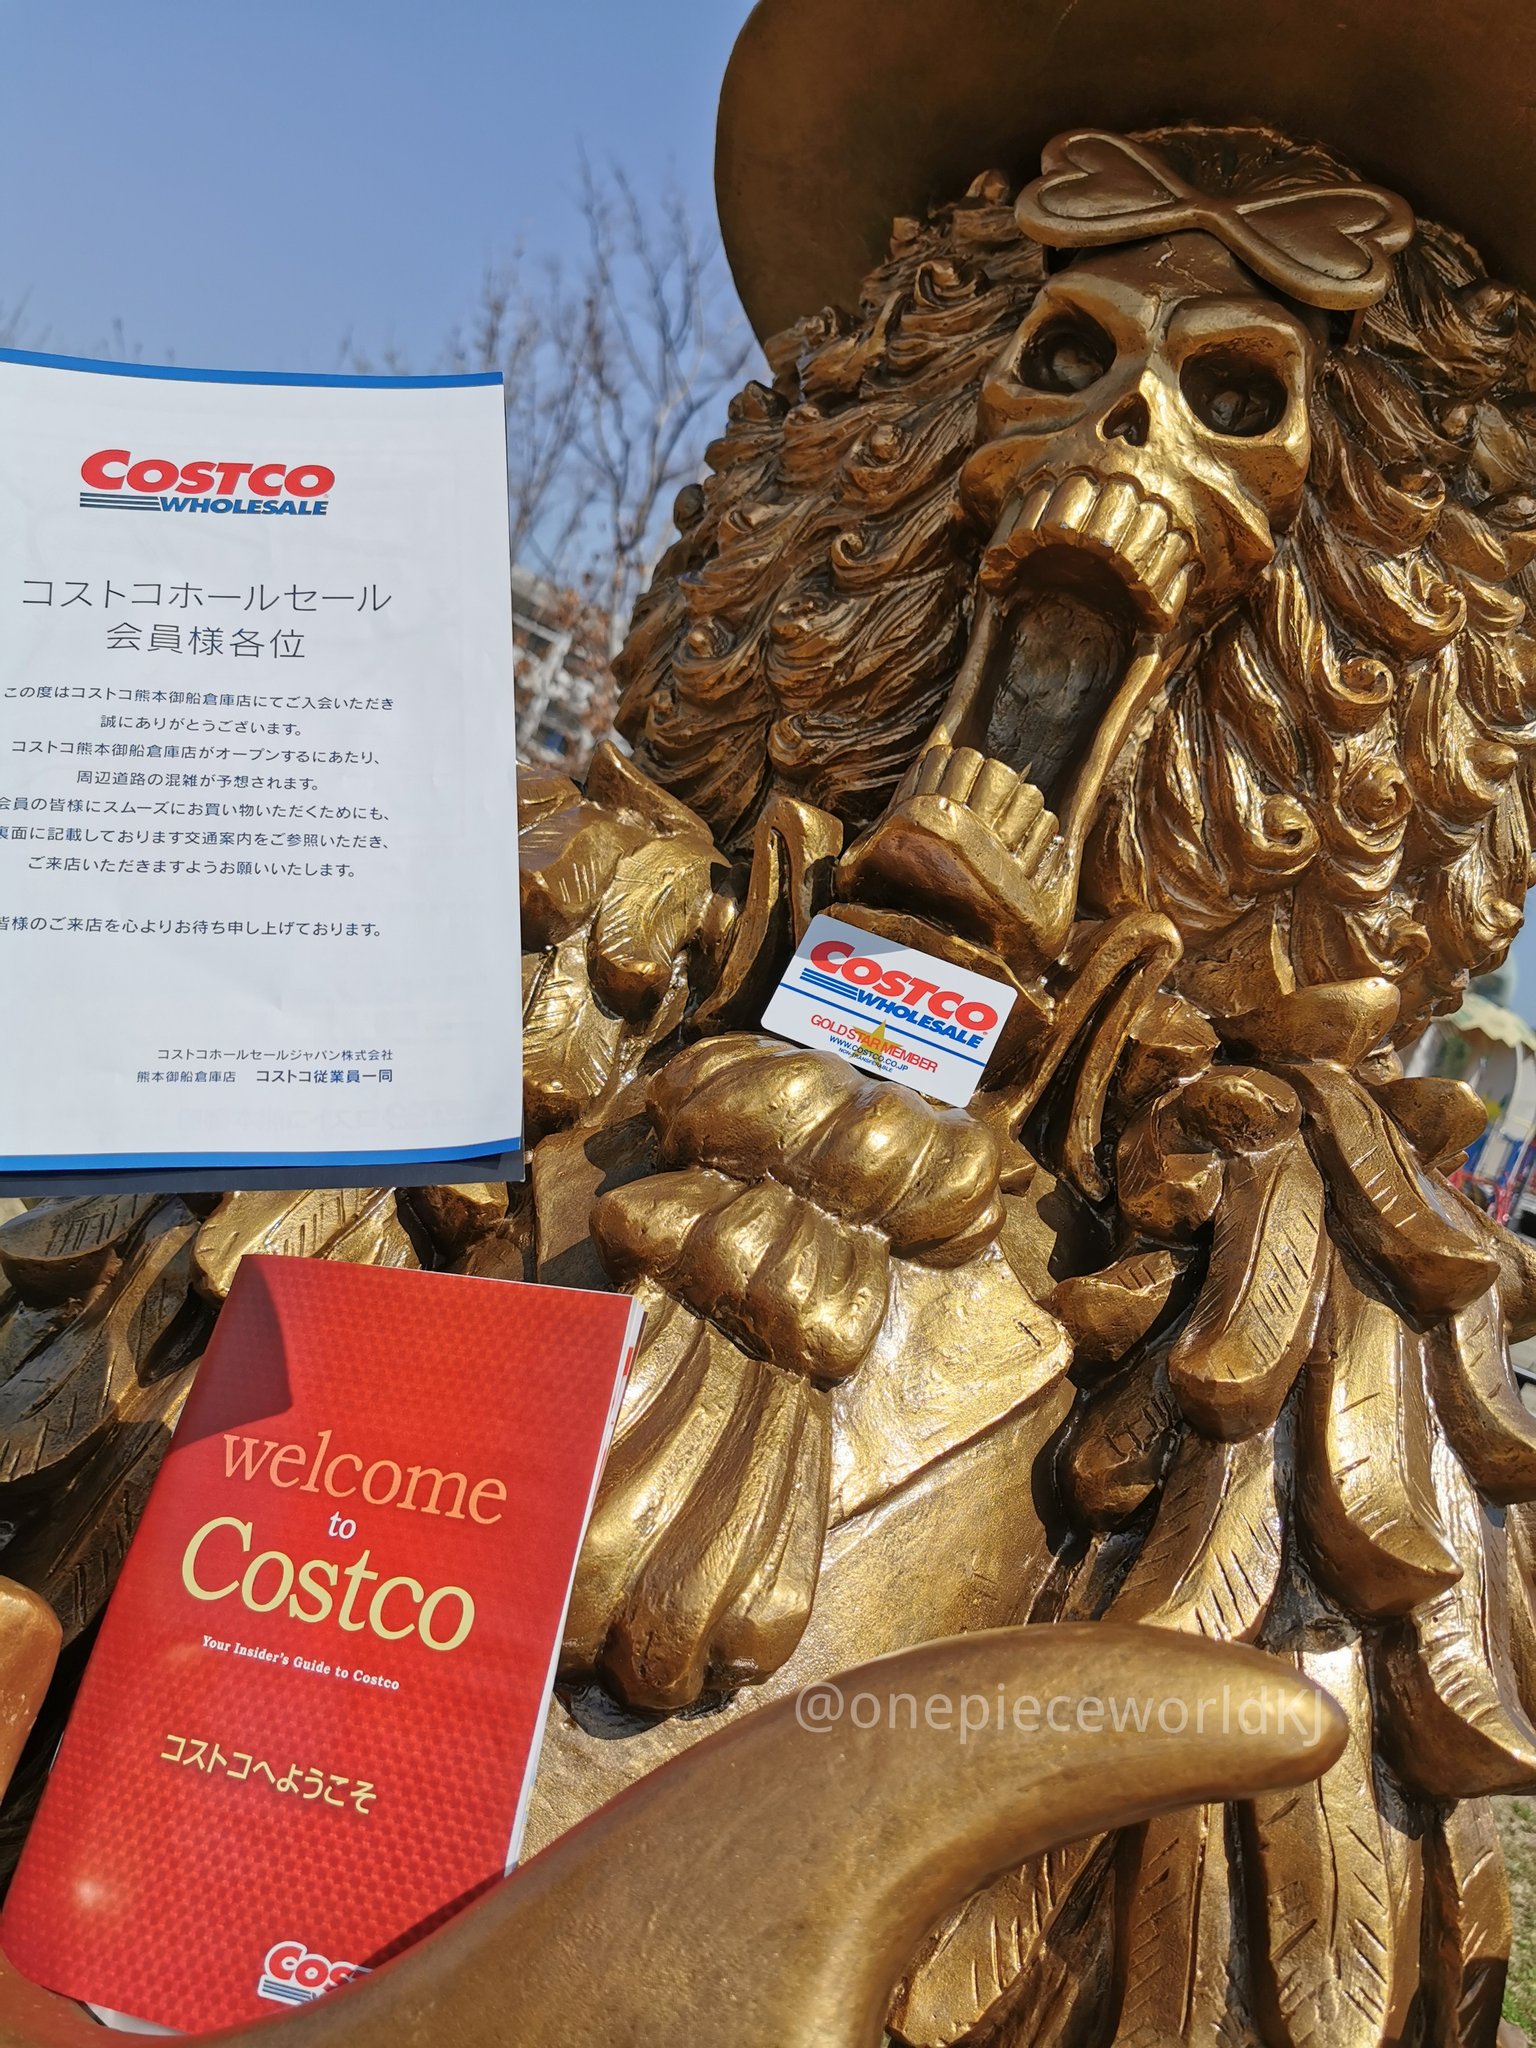 COSTCO
WHOLESALE
コストコホールセール
会員様各位
この度はコストコ熊本御船倉庫店にてご入会いただき
誠にありがとうございます。
コストコ熊本御船倉庫店がオープンするにあたり、
周辺道路の混雑が予想されます。
会員の皆様にスムーズにお買い物いただくためにも、
裏面に記載しております交通案内をご参照いただき、
ご来店いただきますようお願いいたします。
皆様のご来店を心よりお待ち申し上げております。
コストコホールセールジャパン株式会社
熊本御船倉庫店 コストコ従業員一同
COSTCO
WHOLESALE
GOLD STAR MEMBER
WWW.COSTCO.CO.JP
NON-TRANSFERABLE
welcome
to
Costco
Your Insider's Guide to Costco
コストコへようこそ
COS
@onepieceworldKJ